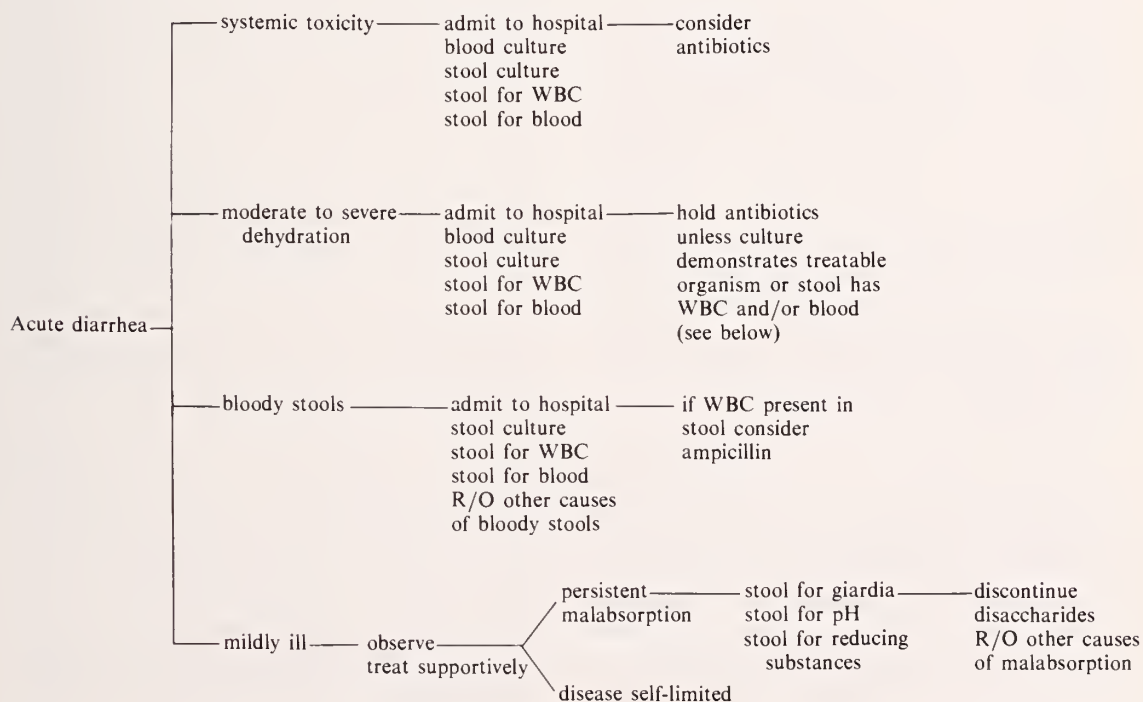 systemic toxicity
admit to hospital
blood culture
stool culture
stool for WBC
stool for blood
consider
antibiotics
moderate to severe
dehydration
admit to hospital
blood culture
stool culture
stool for WBC
stool for blood
hold antibiotics
unless culture
demonstrates treatable
organism or stool has
WBC and/or blood
(see below)
Acute diarrhea
bloody stools
admit to hospital
stool culture
stool for WBC
stool for blood
R/O other causes
of bloody stools
if WBC present in
stool consider
ampicillin
mildly ill
observe
treat supportively
persistent
malabsorption
stool for giardia
stool for pH
stool for reducing
substances
discontinue
disaccharides
R/O other causes
of malabsorption
disease self-limited